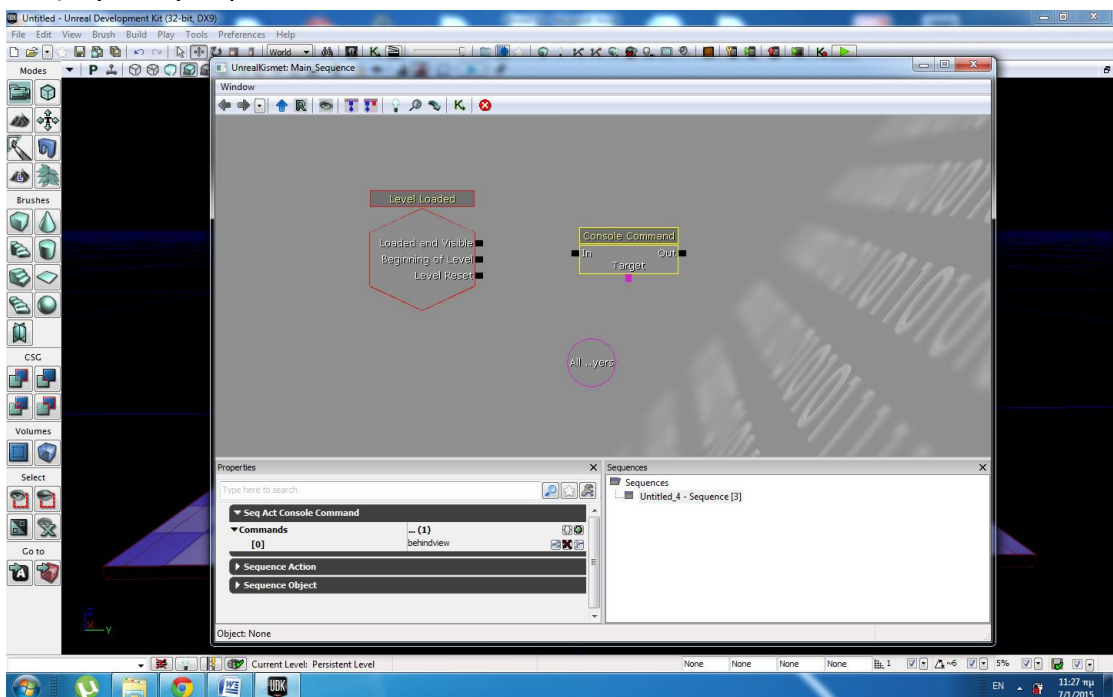 Untitled - Unreal Development Kit (32-bit, DX9)
File Edit View Brush Build Play Tools Preferences Help
World
Modes
UnrealKismet: Main_Sequence
Window
Brushes
Level Loaded
Loaded and Visible
Beginning of Level
Level Reset
Console Command
In Out
Target
All ..yers
CSG
Volumes
Select
Go to
Properties
Type here to search
Seq Act Console Command
Commands ... (1)
[0] behindview
Sequence Action
Sequence Object
Object: None
Sequences
Sequences
Untitled_4 - Sequence [3]
Z
X Y
Current Level: Persistent Level
None None None None 1 6 5%
UDK
EN 11:27 πμ
7/1/2015